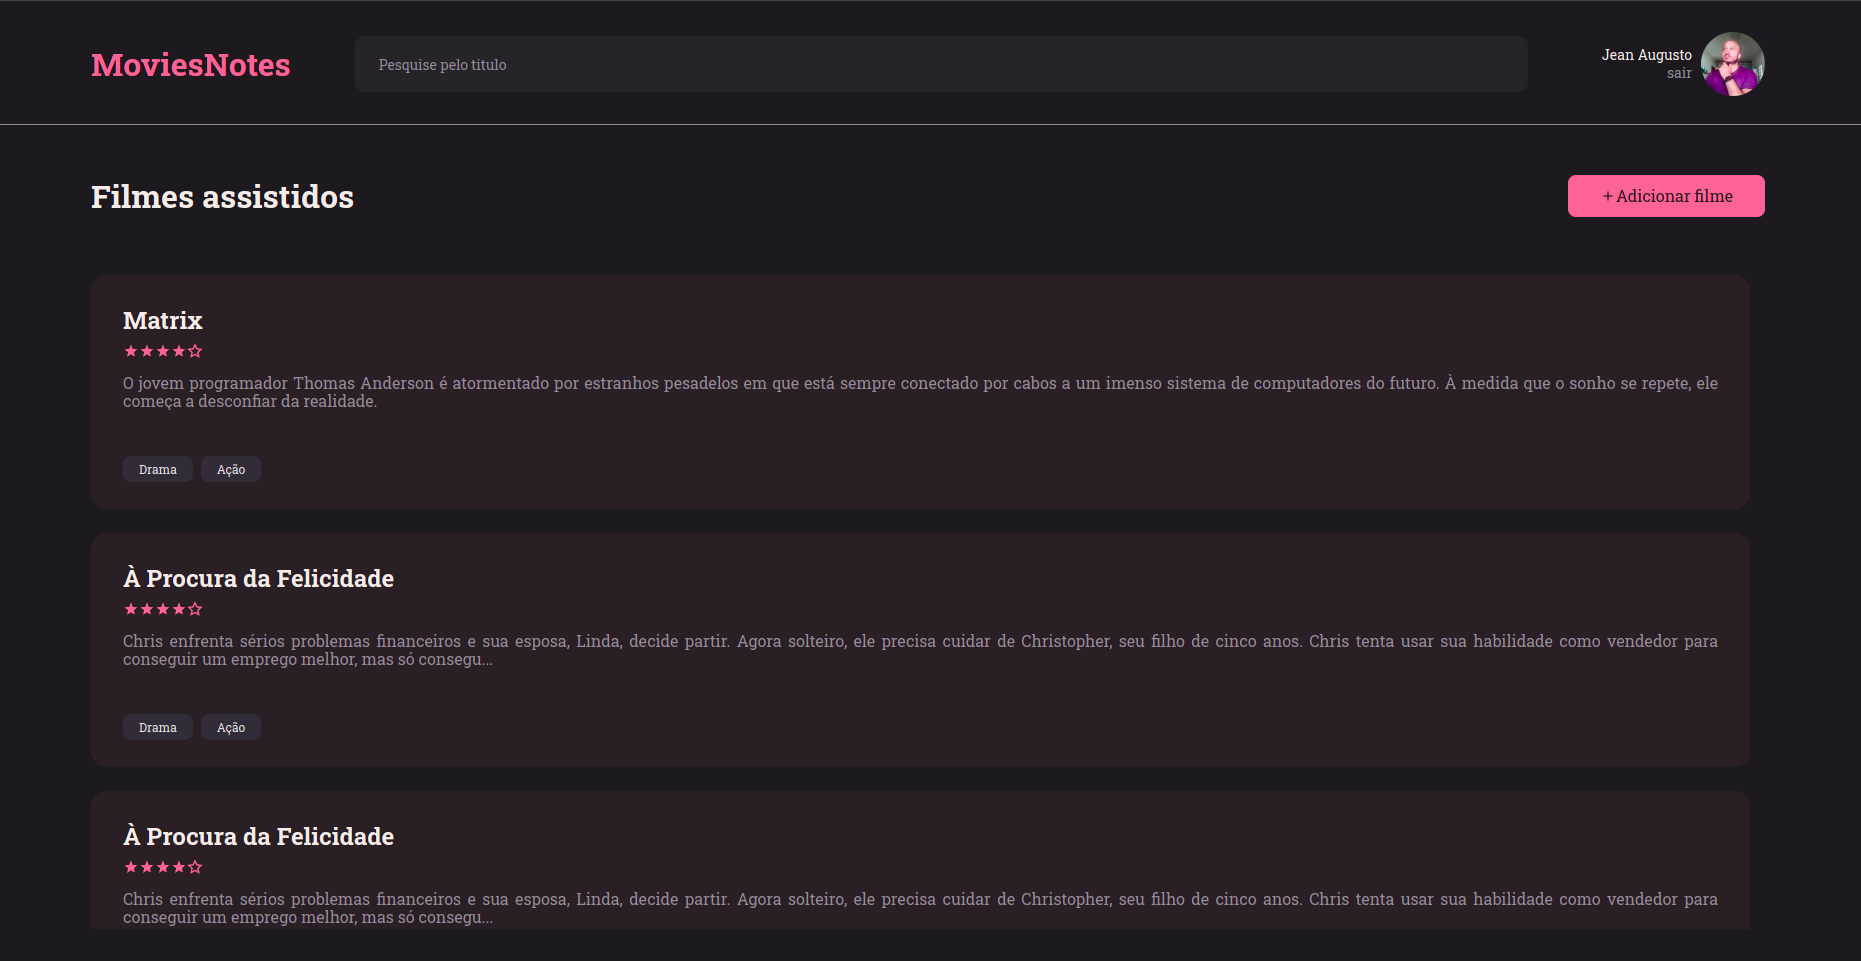 MoviesNotes
Pesquise pelo titulo
Jean Augusto
sair
Filmes assistidos
+ Adicionar filme
Matrix
O jovem programador Thomas Anderson é atormentado por estranhos pesadelos em que está sempre conectado por cabos a um imenso sistema de computadores do futuro. À medida que o sonho se repete, ele
começa a desconfiar da realidade.
Drama Ação
À Procura da Felicidade
Chris enfrenta sérios problemas financeiros e sua esposa, Linda, decide partir. Agora solteiro, ele precisa cuidar de Christopher, seu filho de cinco anos. Chris tenta usar sua habilidade como vendedor para
conseguir um emprego melhor, mas só consegu...
Drama Ação
À Procura da Felicidade
Chris enfrenta sérios problemas financeiros e sua esposa, Linda, decide partir. Agora solteiro, ele precisa cuidar de Christopher, seu filho de cinco anos. Chris tenta usar sua habilidade como vendedor para
conseguir um emprego melhor, mas só consegu...